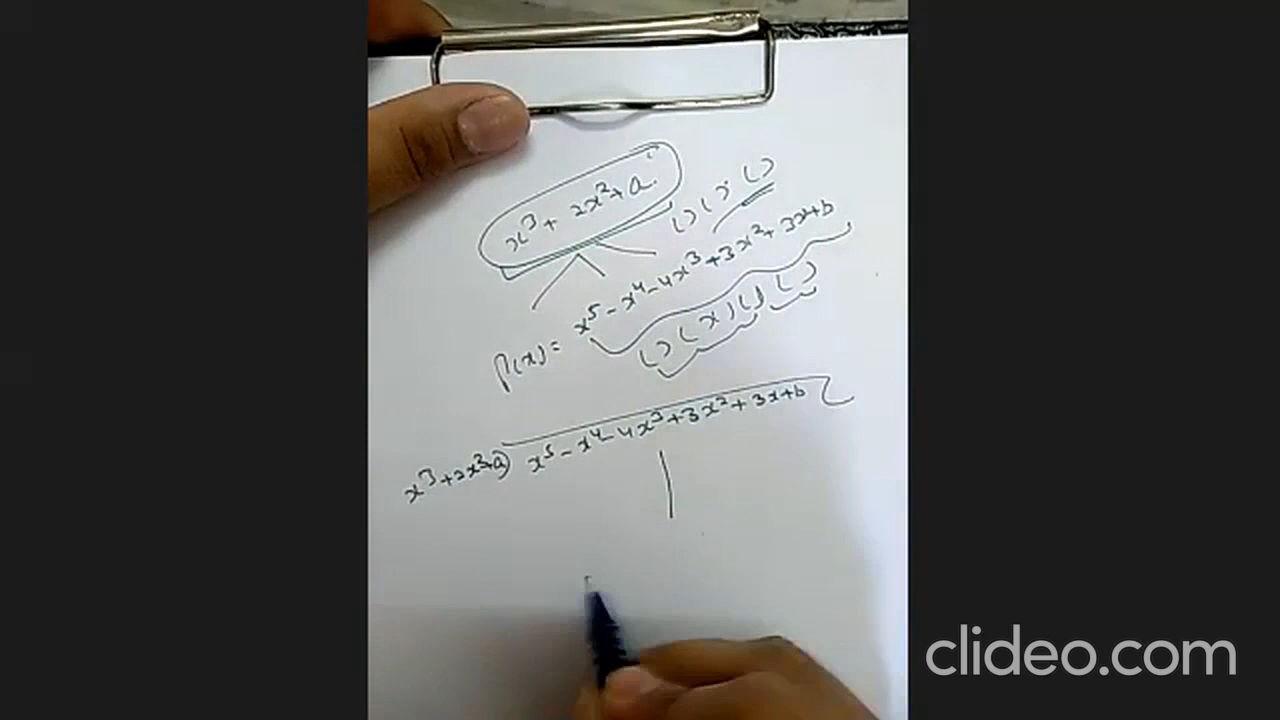 x³ + 2x² + a
( ) ( ) ( )
p(x) = x⁵ - x⁴ - 4x³ + 3x² + 3x + b
( ) ( x ) ( ) ( )
x³ + 2x² + a ) x⁵ - x⁴ - 4x³ + 3x² + 3x + b
clideo.com